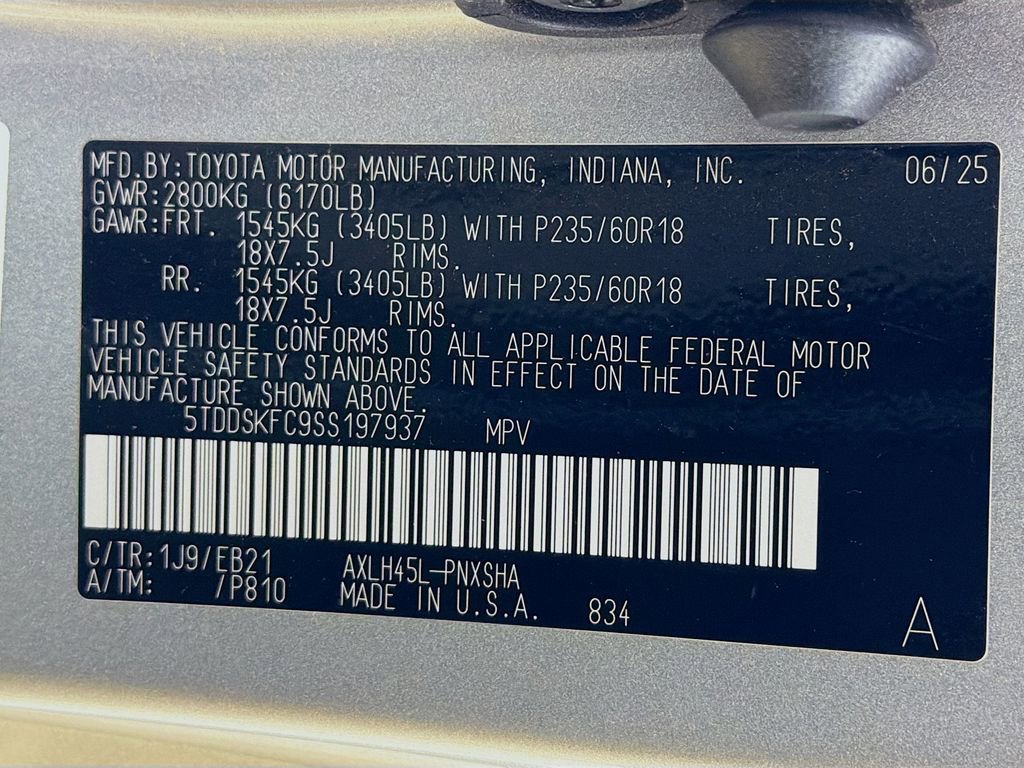 MFD.BY:TOYOTA MOTOR MANUFACTURING, INDIANA, INC. 06/25
GVWR:2800KG (6170LB)
GAWR:FRT. 1545KG (3405LB) WITH P235/60R18 TIRES,
18X7.5J RIMS.
RR. 1545KG (3405LB) WITH P235/60R18 TIRES,
18X7.5J RIMS.
THIS VEHICLE CONFORMS TO ALL APPLICABLE FEDERAL MOTOR
VEHICLE SAFETY STANDARDS IN EFFECT ON THE DATE OF
MANUFACTURE SHOWN ABOVE.
5TDDSKFC9SS197937 MPV
C/TR:1J9/EB21 AXLH45L-PNXSHA
A/TM: /P810 MADE IN U.S.A. 834
A